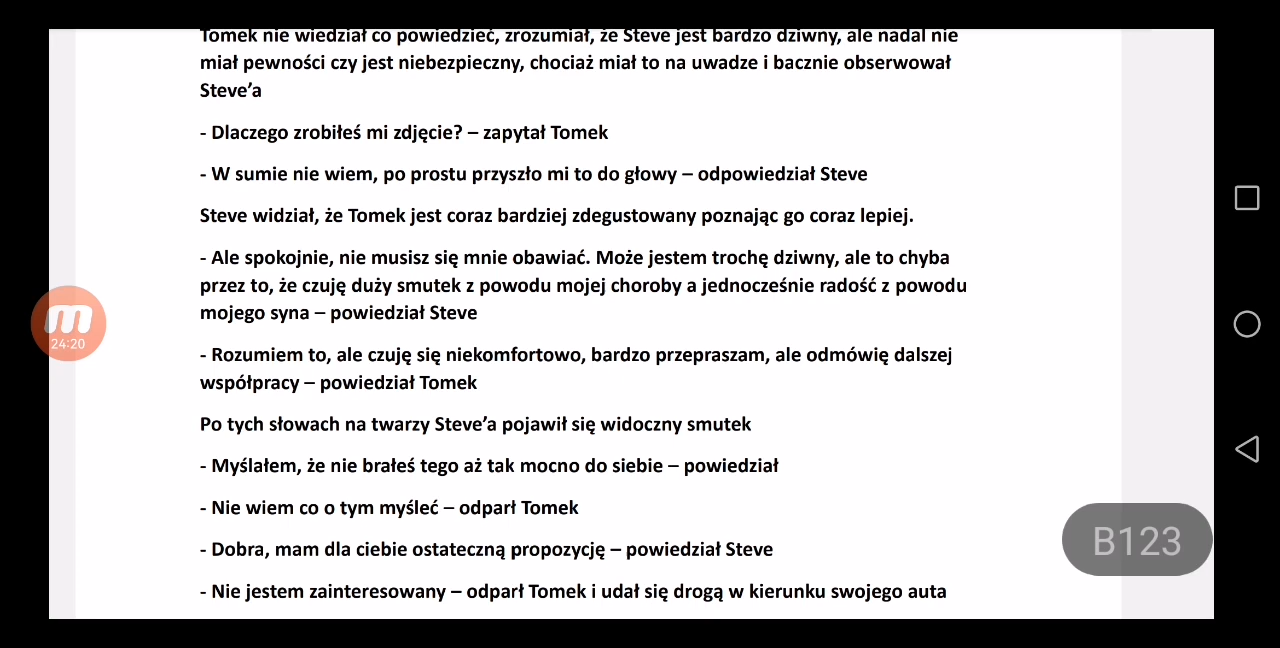 Tomek nie wiedział co powiedzieć, zrozumiał, że Steve jest bardzo dziwny, ale nadal nie
miał pewności czy jest niebezpieczny, chociaż miał to na uwadze i bacznie obserwował
Steve’a
- Dlaczego zrobiłeś mi zdjęcie? – zapytał Tomek
- W sumie nie wiem, po prostu przyszło mi to do głowy – odpowiedział Steve
Steve widział, że Tomek jest coraz bardziej zdegustowany poznając go coraz lepiej.
- Ale spokojnie, nie musisz się mnie obawiać. Może jestem trochę dziwny, ale to chyba
przez to, że czuję duży smutek z powodu mojej choroby a jednocześnie radość z powodu
mojego syna – powiedział Steve
- Rozumiem to, ale czuję się niekomfortowo, bardzo przepraszam, ale odmówię dalszej
współpracy – powiedział Tomek
Po tych słowach na twarzy Steve’a pojawił się widoczny smutek
- Myślałem, że nie brałeś tego aż tak mocno do siebie – powiedział
- Nie wiem co o tym myśleć – odparł Tomek
- Dobra, mam dla ciebie ostateczną propozycję – powiedział Steve
- Nie jestem zainteresowany – odparł Tomek i udał się drogą w kierunku swojego auta
m
24:20
B123